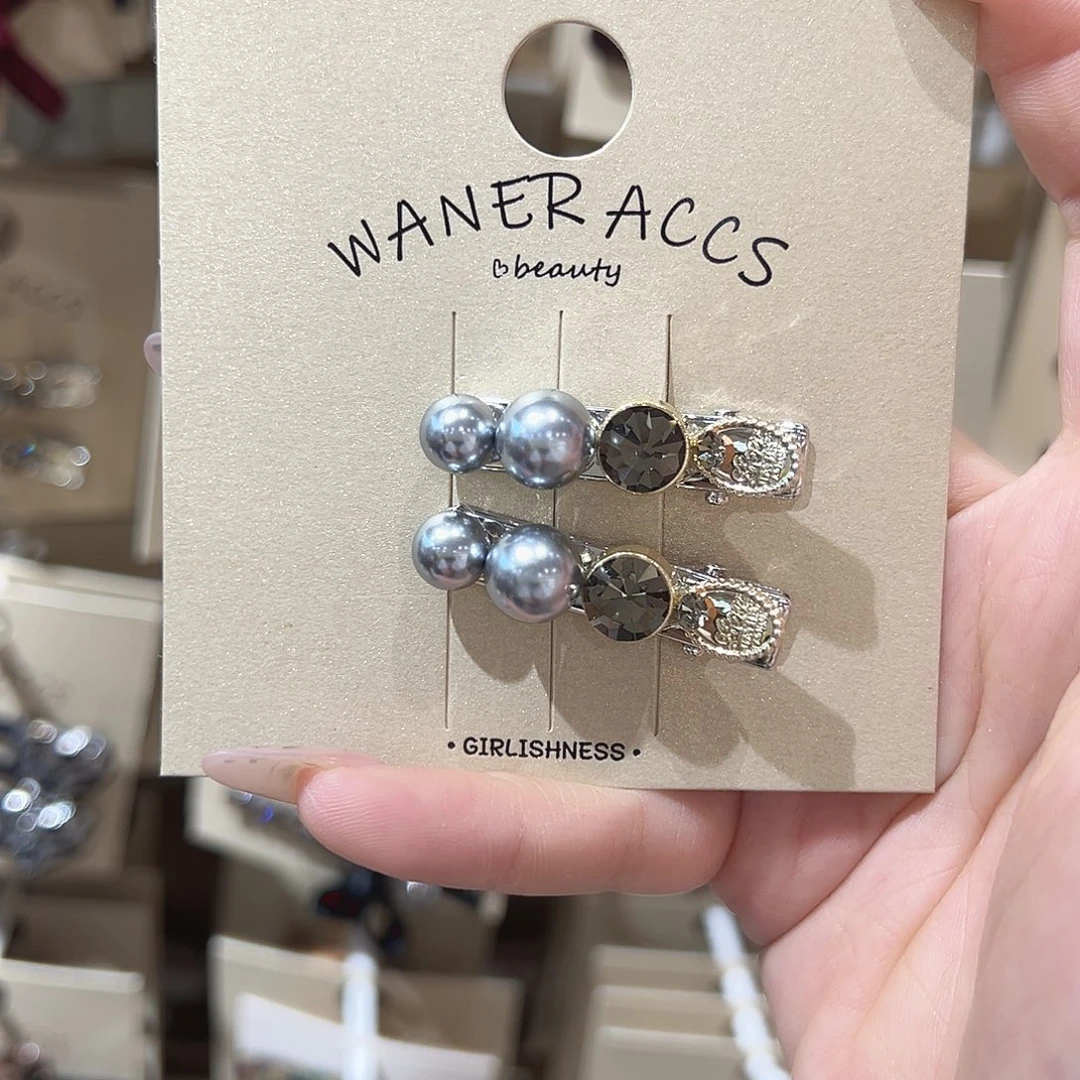 WANER ACCS
beauty
• GIRLISHNESS •